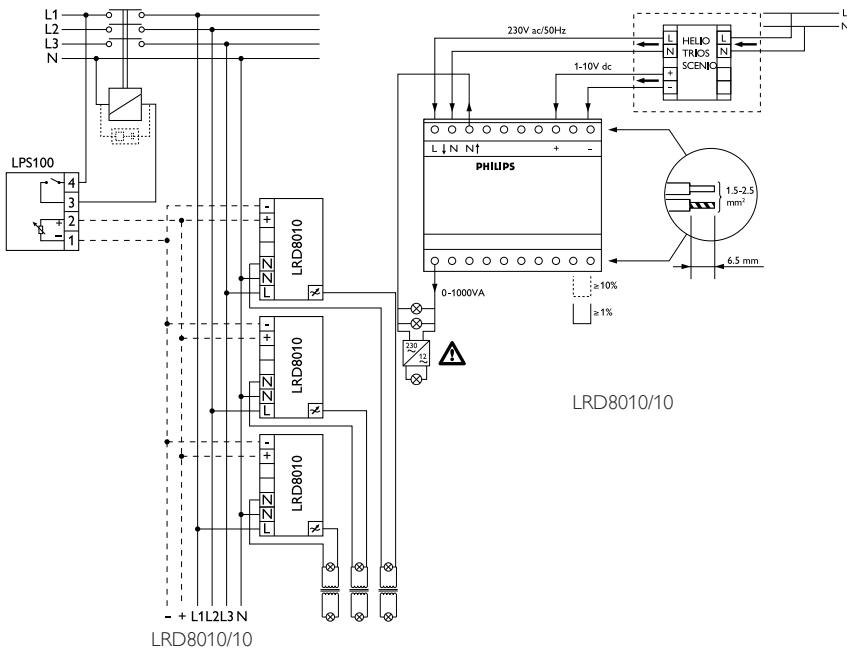 L1
L2
L3
N
LPS100
4
3
2
1
+
-
-
+
N
N
L
LRD8010
-
+
N
N
L
LRD8010
-
+
N
N
L
LRD8010
- + L1L2L3 N
LRD8010/10
230V ac/50Hz
1-10V dc
L
N
+
-
HELIO
TRIOS
SCENIO
L
N
L
N
L ↓ N N↑ + -
PHILIPS
0-1000VA
230
12
≥10%
≥1%
1.5-2.5
mm²
6.5 mm
LRD8010/10